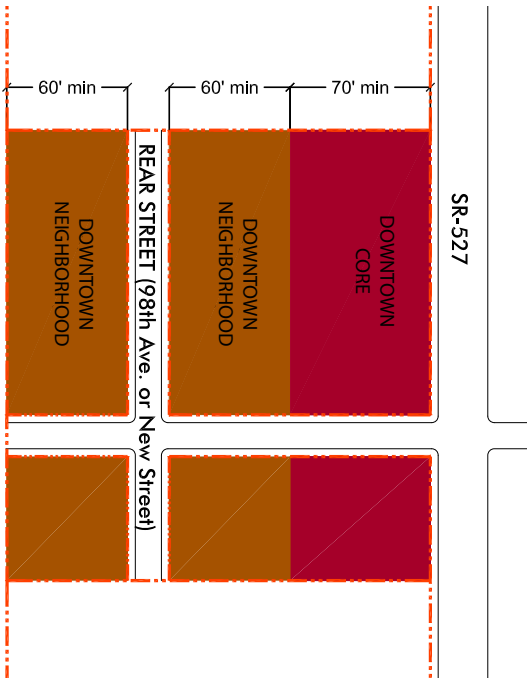 60' min
60' min
70' min
DOWNTOWN
NEIGHBORHOOD
REAR STREET (98th Ave. or New Street)
DOWNTOWN
NEIGHBORHOOD
DOWNTOWN
CORE
SR-527